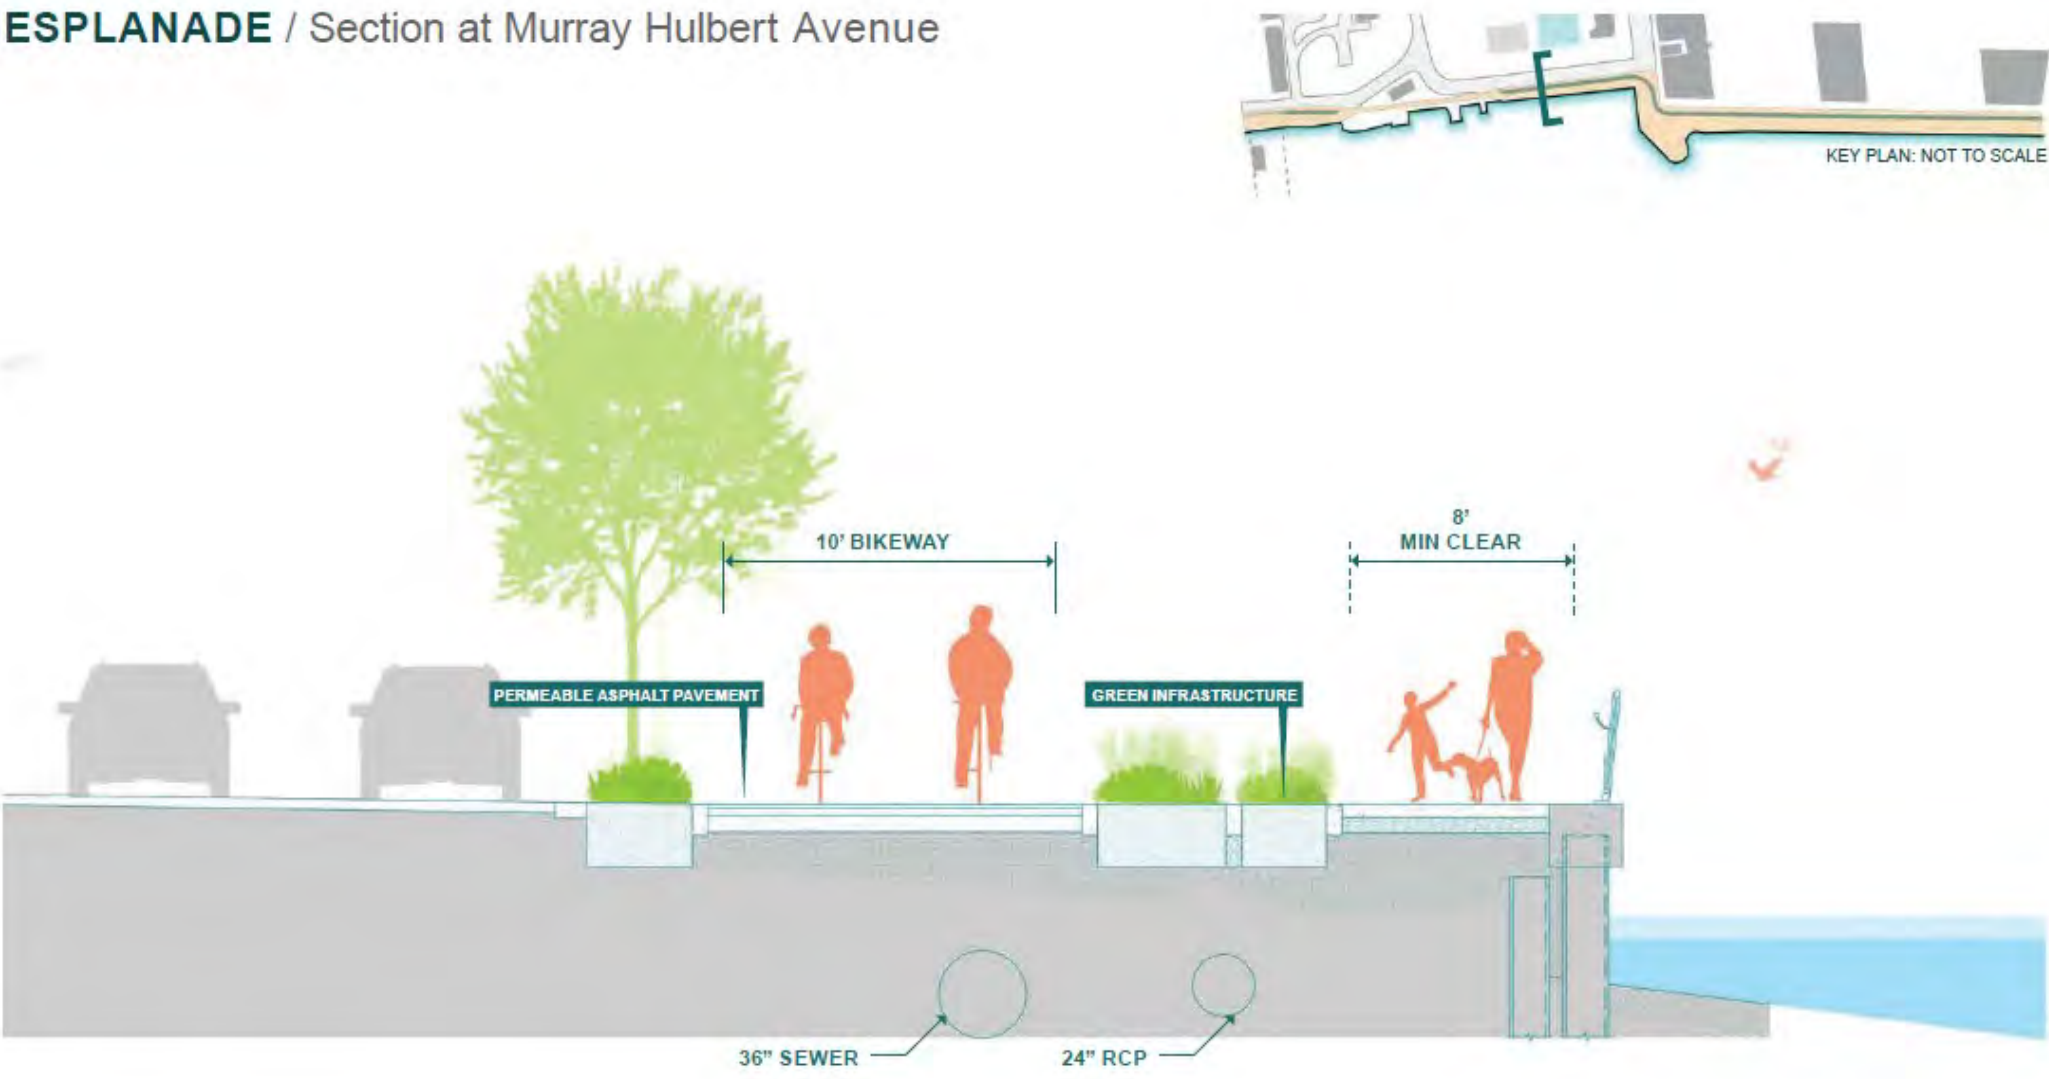 ESPLANADE / Section at Murray Hulbert Avenue
KEY PLAN: NOT TO SCALE
10’ BIKEWAY
8’
MIN CLEAR
PERMEABLE ASPHALT PAVEMENT
GREEN INFRASTRUCTURE
36” SEWER
24” RCP